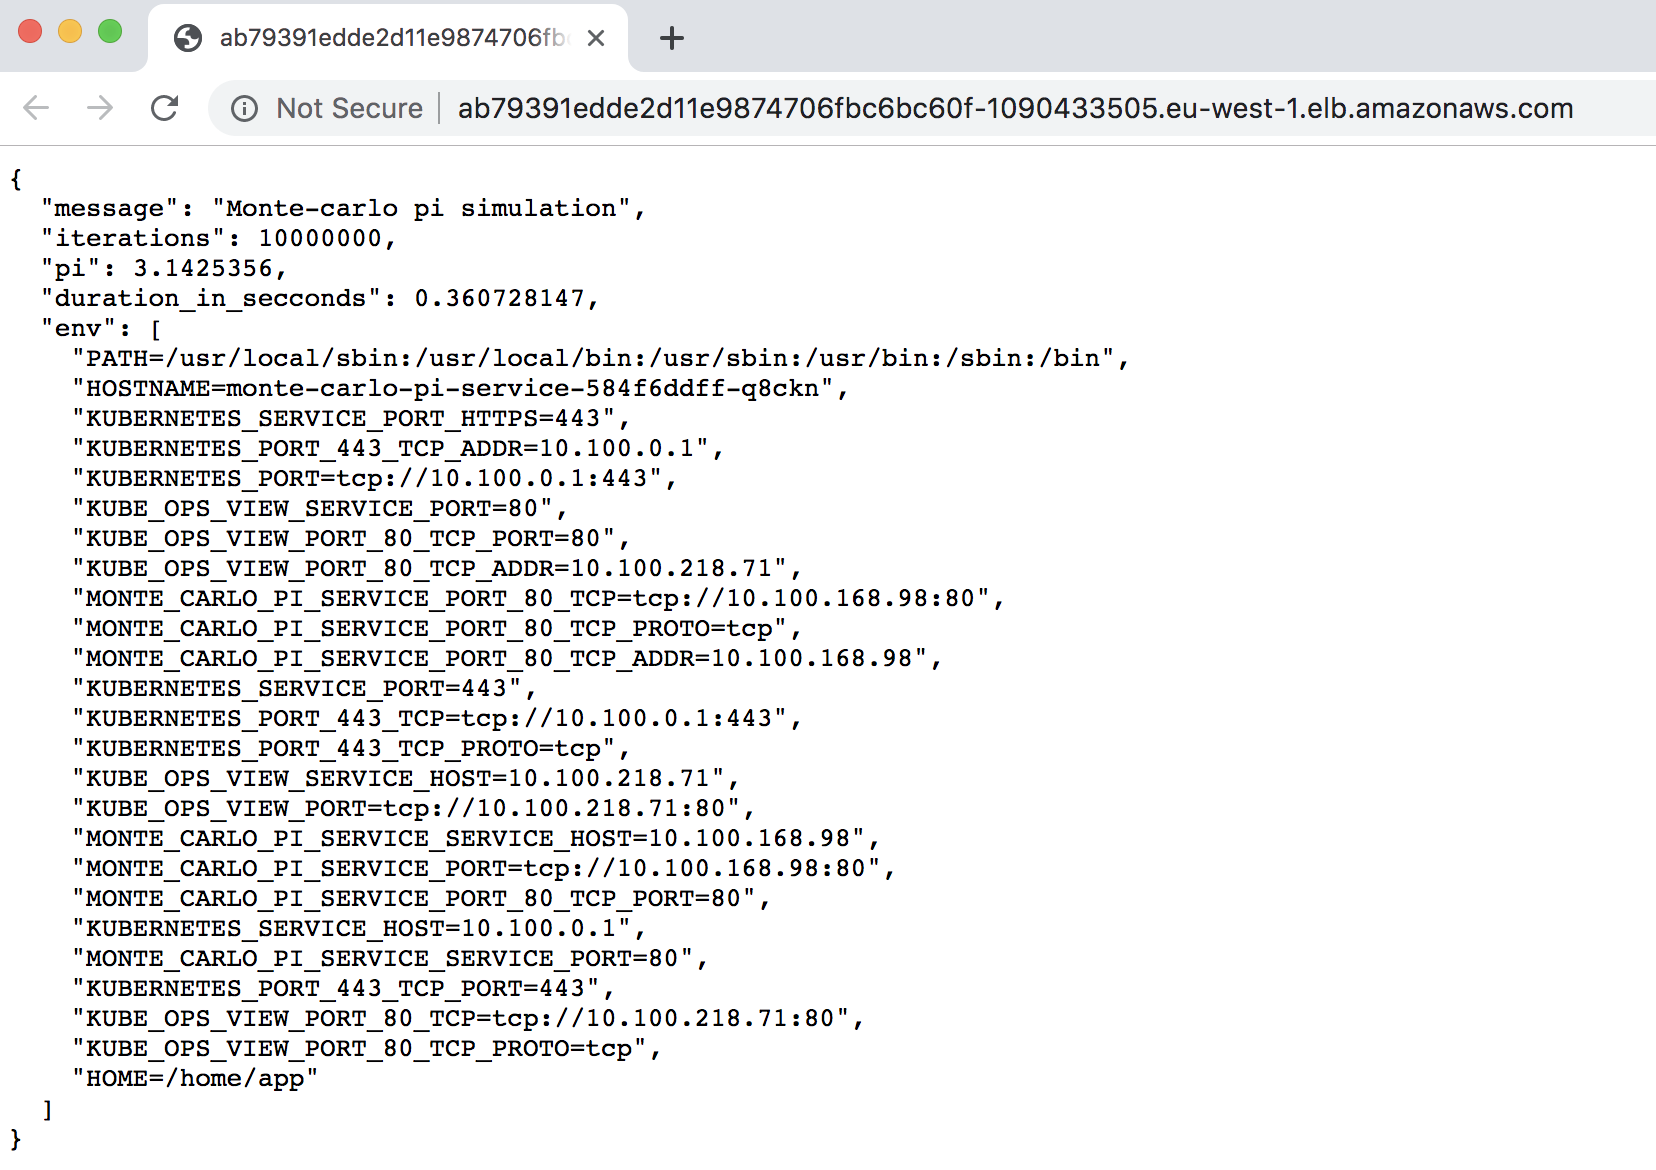 ab79391edde2d11e9874706fb
Not Secure ab79391edde2d11e9874706fbc6bc60f-1090433505.eu-west-1.elb.amazonaws.com
{
"message": "Monte-carlo pi simulation",
"iterations": 10000000,
"pi": 3.1425356,
"duration_in_secconds": 0.360728147,
"env": [
"PATH=/usr/local/sbin:/usr/local/bin:/usr/sbin:/usr/bin:/sbin:/bin",
"HOSTNAME=monte-carlo-pi-service-584f6ddff-q8ckn",
"KUBERNETES_SERVICE_PORT_HTTPS=443",
"KUBERNETES_PORT_443_TCP_ADDR=10.100.0.1",
"KUBERNETES_PORT=tcp://10.100.0.1:443",
"KUBE_OPS_VIEW_SERVICE_PORT=80",
"KUBE_OPS_VIEW_PORT_80_TCP_PORT=80",
"KUBE_OPS_VIEW_PORT_80_TCP_ADDR=10.100.218.71",
"MONTE_CARLO_PI_SERVICE_PORT_80_TCP=tcp://10.100.168.98:80",
"MONTE_CARLO_PI_SERVICE_PORT_80_TCP_PROTO=tcp",
"MONTE_CARLO_PI_SERVICE_PORT_80_TCP_ADDR=10.100.168.98",
"KUBERNETES_SERVICE_PORT=443",
"KUBERNETES_PORT_443_TCP=tcp://10.100.0.1:443",
"KUBERNETES_PORT_443_TCP_PROTO=tcp",
"KUBE_OPS_VIEW_SERVICE_HOST=10.100.218.71",
"KUBE_OPS_VIEW_PORT=tcp://10.100.218.71:80",
"MONTE_CARLO_PI_SERVICE_SERVICE_HOST=10.100.168.98",
"MONTE_CARLO_PI_SERVICE_PORT=tcp://10.100.168.98:80",
"MONTE_CARLO_PI_SERVICE_PORT_80_TCP_PORT=80",
"KUBERNETES_SERVICE_HOST=10.100.0.1",
"MONTE_CARLO_PI_SERVICE_SERVICE_PORT=80",
"KUBERNETES_PORT_443_TCP_PORT=443",
"KUBE_OPS_VIEW_PORT_80_TCP=tcp://10.100.218.71:80",
"KUBE_OPS_VIEW_PORT_80_TCP_PROTO=tcp",
"HOME=/home/app"
]
}